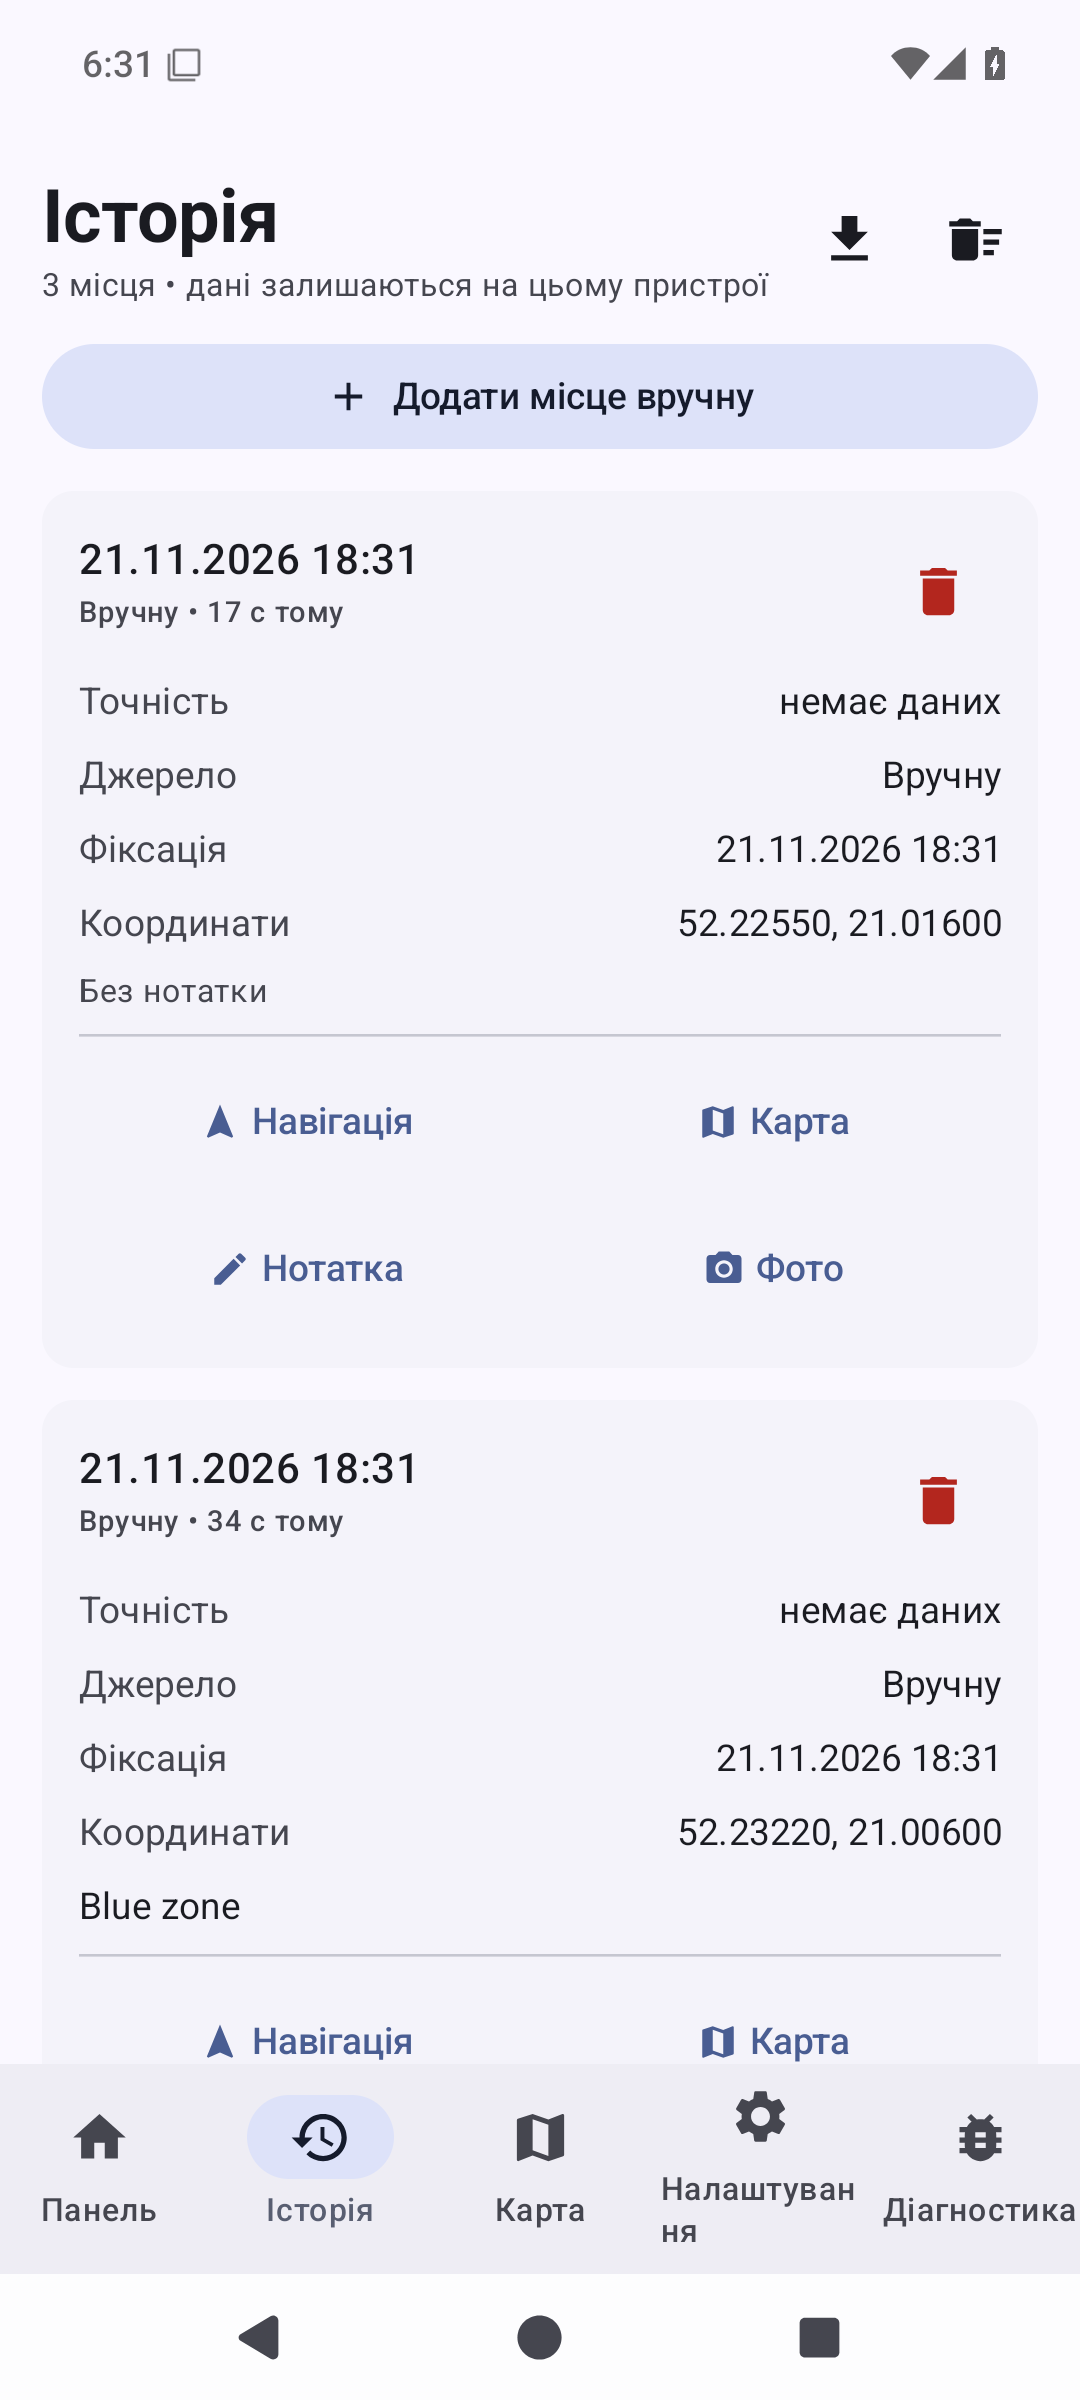 6:31
Історія
3 місця • дані залишаються на цьому пристрої
Додати місце вручну
21.11.2026 18:31
Вручну • 17 с тому
Точність немає даних
Джерело Вручну
Фіксація 21.11.2026 18:31
Координати 52.22550, 21.01600
Без нотатки
Навігація Карта
Нотатка Фото
21.11.2026 18:31
Вручну • 34 с тому
Точність немає даних
Джерело Вручну
Фіксація 21.11.2026 18:31
Координати 52.23220, 21.00600
Blue zone
Навігація Карта
Панель Історія Карта Налаштуван
ня Діагностика